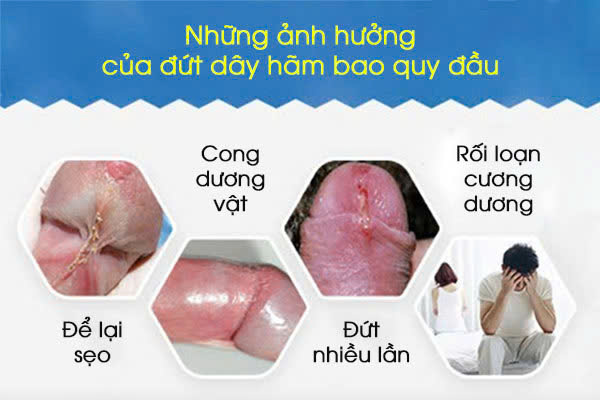 Những ảnh hưởng
của đứt dây hãm bao quy đầu
Cong
dương
vật
Rối loạn
cương
dương
Để lại
sẹo
Đứt
nhiều lần